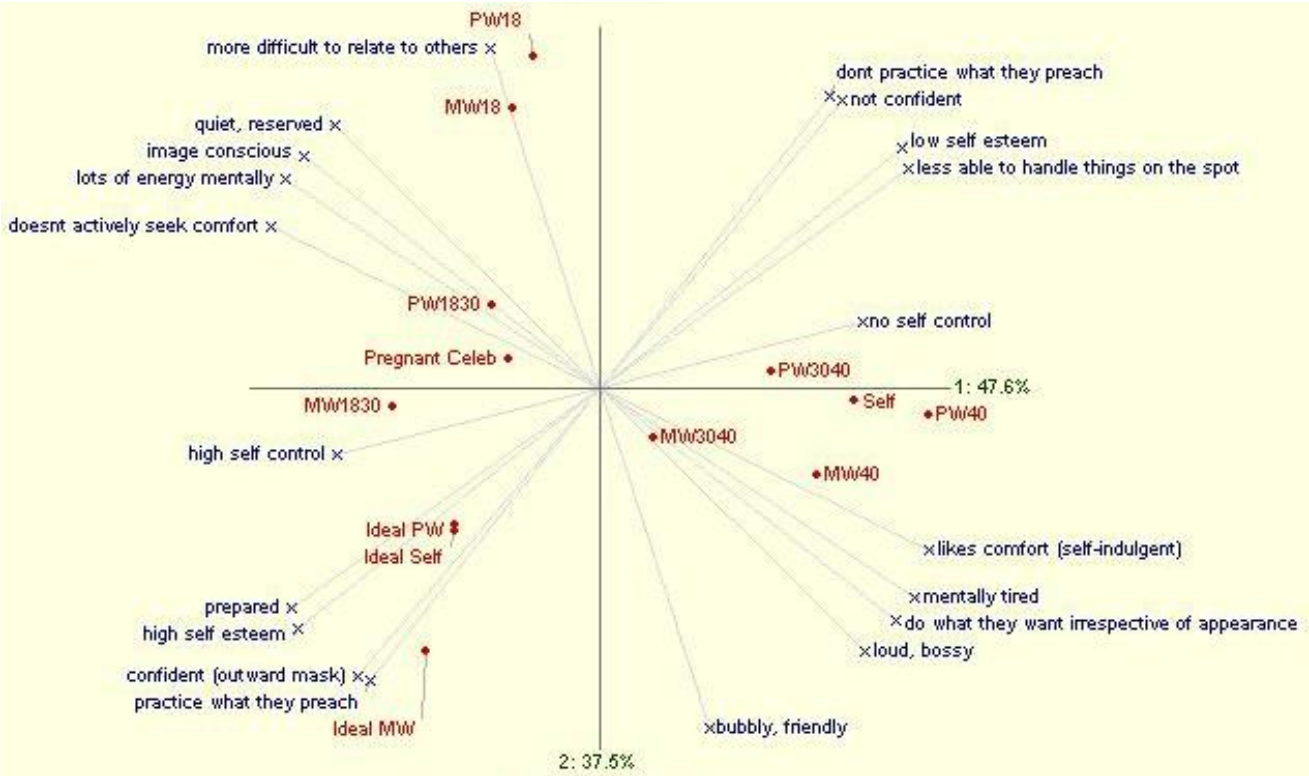 PW18
more difficult to relate to others
dont practice what they preach
not confident
MW18
quiet, reserved
low self esteem
image conscious
less able to handle things on the spot
lots of energy mentally
doesnt actively seek comfort
PW1830
no self control
Pregnant Celeb
PW3040
1: 47.6%
MW1830
Self
PW40
MW3040
high self control
MW40
Ideal PW
likes comfort (self-indulgent)
Ideal Self
mentally tired
prepared
do what they want irrespective of appearance
high self esteem
loud, bossy
confident (outward mask)
practice what they preach
Ideal MW
bubbly, friendly
2: 37.5%